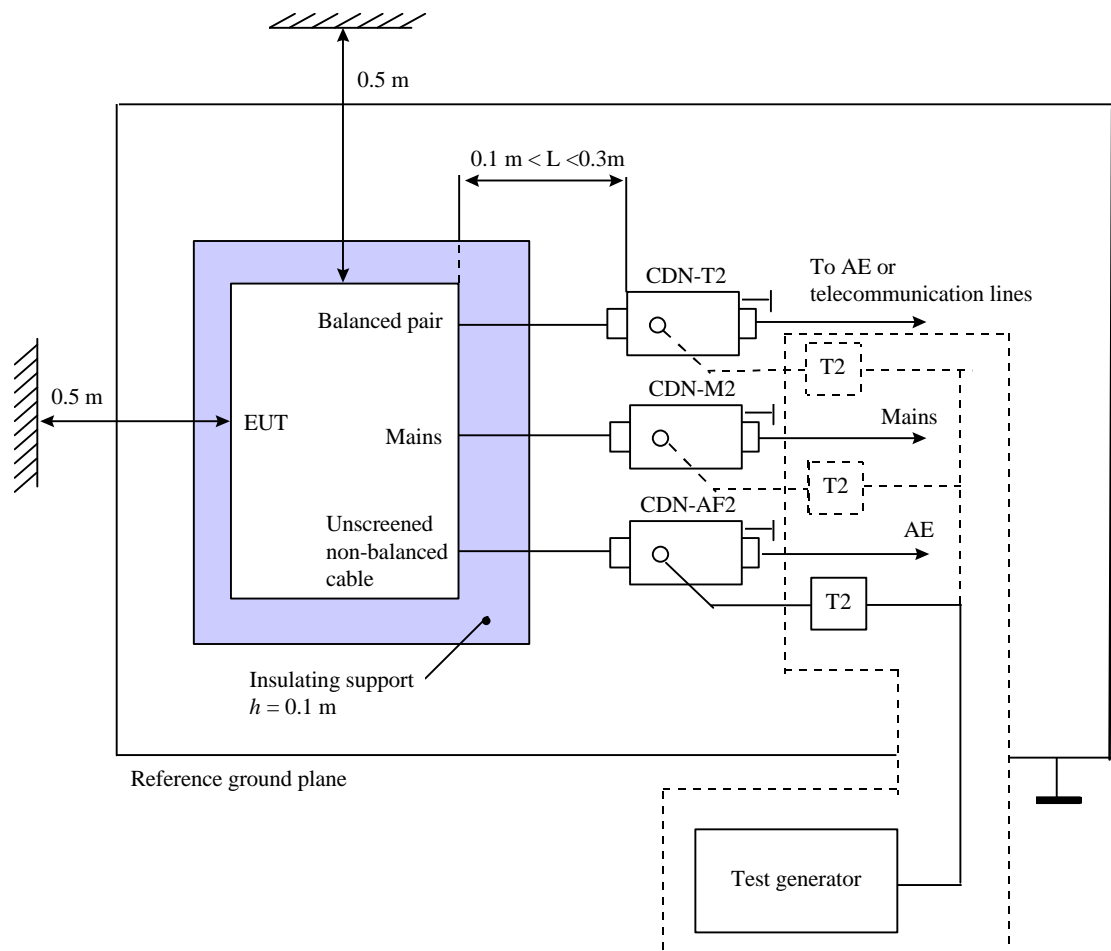 0.5 m
0.1 m < L <0.3m
CDN-T2
To AE or
telecommunication lines
Balanced pair
T2
0.5 m
CDN-M2
EUT
Mains
Mains
T2
CDN-AF2
Unscreened
non-balanced
cable
AE
T2
Insulating support
h = 0.1 m
Reference ground plane
Test generator